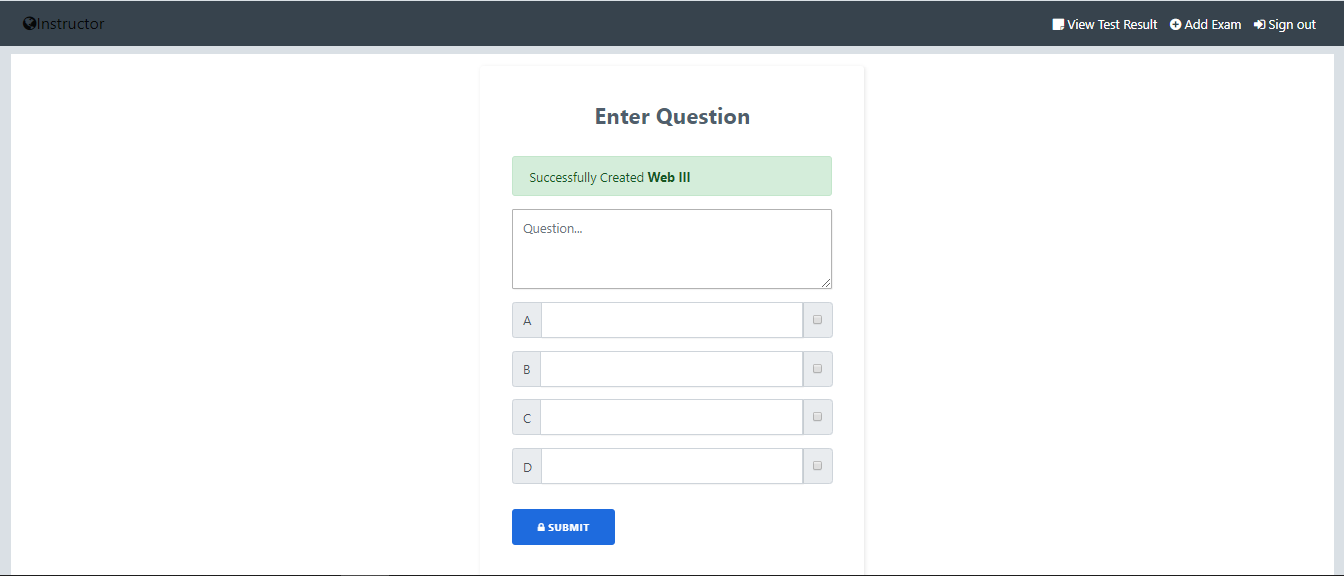 Instructor
View Test Result Add Exam Sign out
Enter Question
Successfully Created Web III
Question...
A
B
C
D
SUBMIT